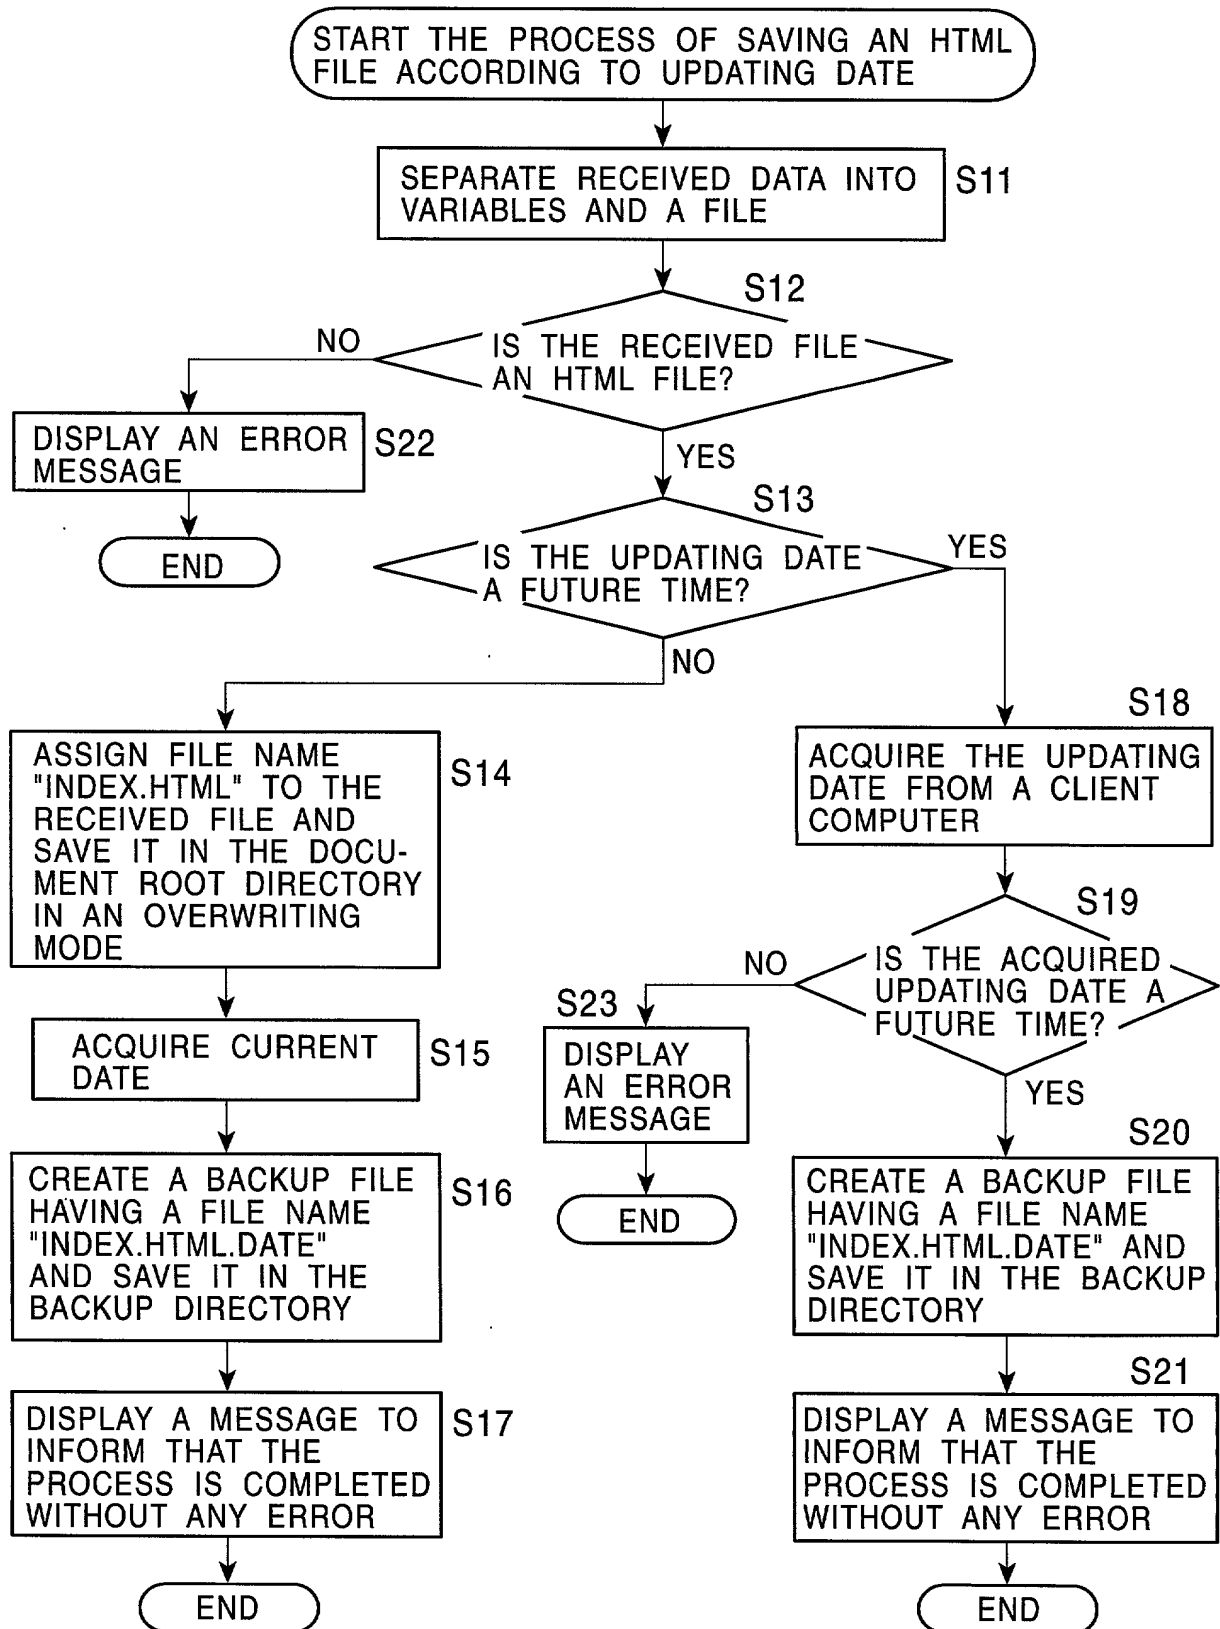 START THE PROCESS OF SAVING AN HTML
FILE ACCORDING TO UPDATING DATE
SEPARATE RECEIVED DATA INTO
VARIABLES AND A FILE
S11
S12
IS THE RECEIVED FILE
AN HTML FILE?
NO
YES
DISPLAY AN ERROR
MESSAGE
S22
END
S13
IS THE UPDATING DATE
A FUTURE TIME?
YES
NO
ASSIGN FILE NAME
"INDEX.HTML" TO THE
RECEIVED FILE AND
SAVE IT IN THE DOCU-
MENT ROOT DIRECTORY
IN AN OVERWRITING
MODE
S14
ACQUIRE CURRENT
DATE
S15
CREATE A BACKUP FILE
HAVING A FILE NAME
"INDEX.HTML.DATE"
AND SAVE IT IN THE
BACKUP DIRECTORY
S16
DISPLAY A MESSAGE TO
INFORM THAT THE
PROCESS IS COMPLETED
WITHOUT ANY ERROR
S17
END
S18
ACQUIRE THE UPDATING
DATE FROM A CLIENT
COMPUTER
S19
IS THE ACQUIRED
UPDATING DATE A
FUTURE TIME?
NO
YES
S23
DISPLAY
AN ERROR
MESSAGE
END
S20
CREATE A BACKUP FILE
HAVING A FILE NAME
"INDEX.HTML.DATE" AND
SAVE IT IN THE BACKUP
DIRECTORY
S21
DISPLAY A MESSAGE TO
INFORM THAT THE
PROCESS IS COMPLETED
WITHOUT ANY ERROR
END